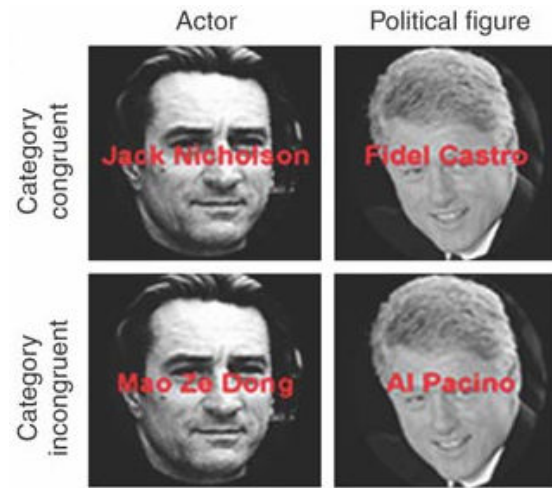 Actor
Political figure
Category
congruent
Jack Nicholson
Fidel Castro
Category
incongruent
Mao Ze Dong
Al Pacino